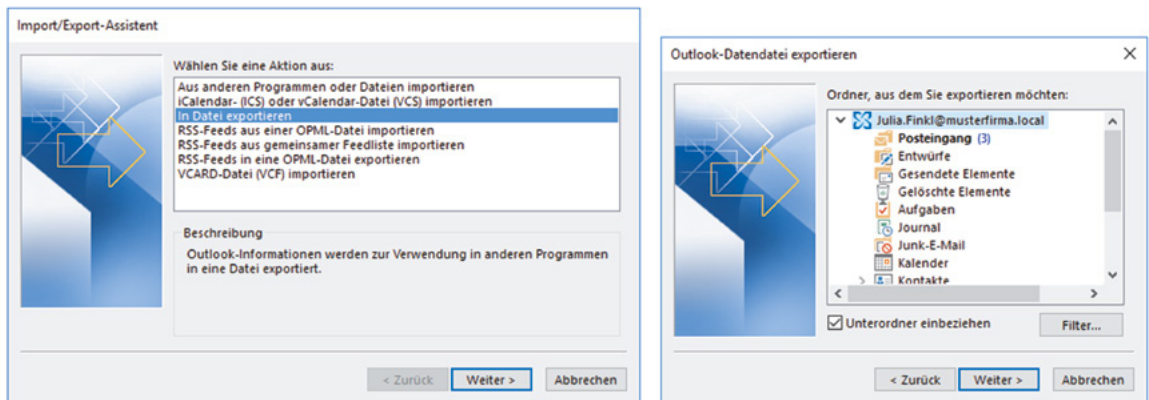 Import/Export-Assistent
Wählen Sie eine Aktion aus:
Aus anderen Programmen oder Dateien importieren
iCalendar- (ICS) oder vCalendar-Datei (VCS) importieren
In Datei exportieren
RSS-Feeds aus einer OPML-Datei importieren
RSS-Feeds aus gemeinsamer Feedliste importieren
RSS-Feeds in eine OPML-Datei exportieren
VCARD-Datei (VCF) importieren
Beschreibung
Outlook-Informationen werden zur Verwendung in anderen Programmen
in eine Datei exportiert.
< Zurück
Weiter >
Abbrechen
Outlook-Datendatei exportieren
Ordner, aus dem Sie exportieren möchten:
Julia.Finkl@musterfirma.local
Posteingang (3)
Entwürfe
Gesendete Elemente
Gelöschte Elemente
Aufgaben
Journal
Junk-E-Mail
Kalender
Kontakte
Unterordner einbeziehen
Filter...
< Zurück
Weiter >
Abbrechen